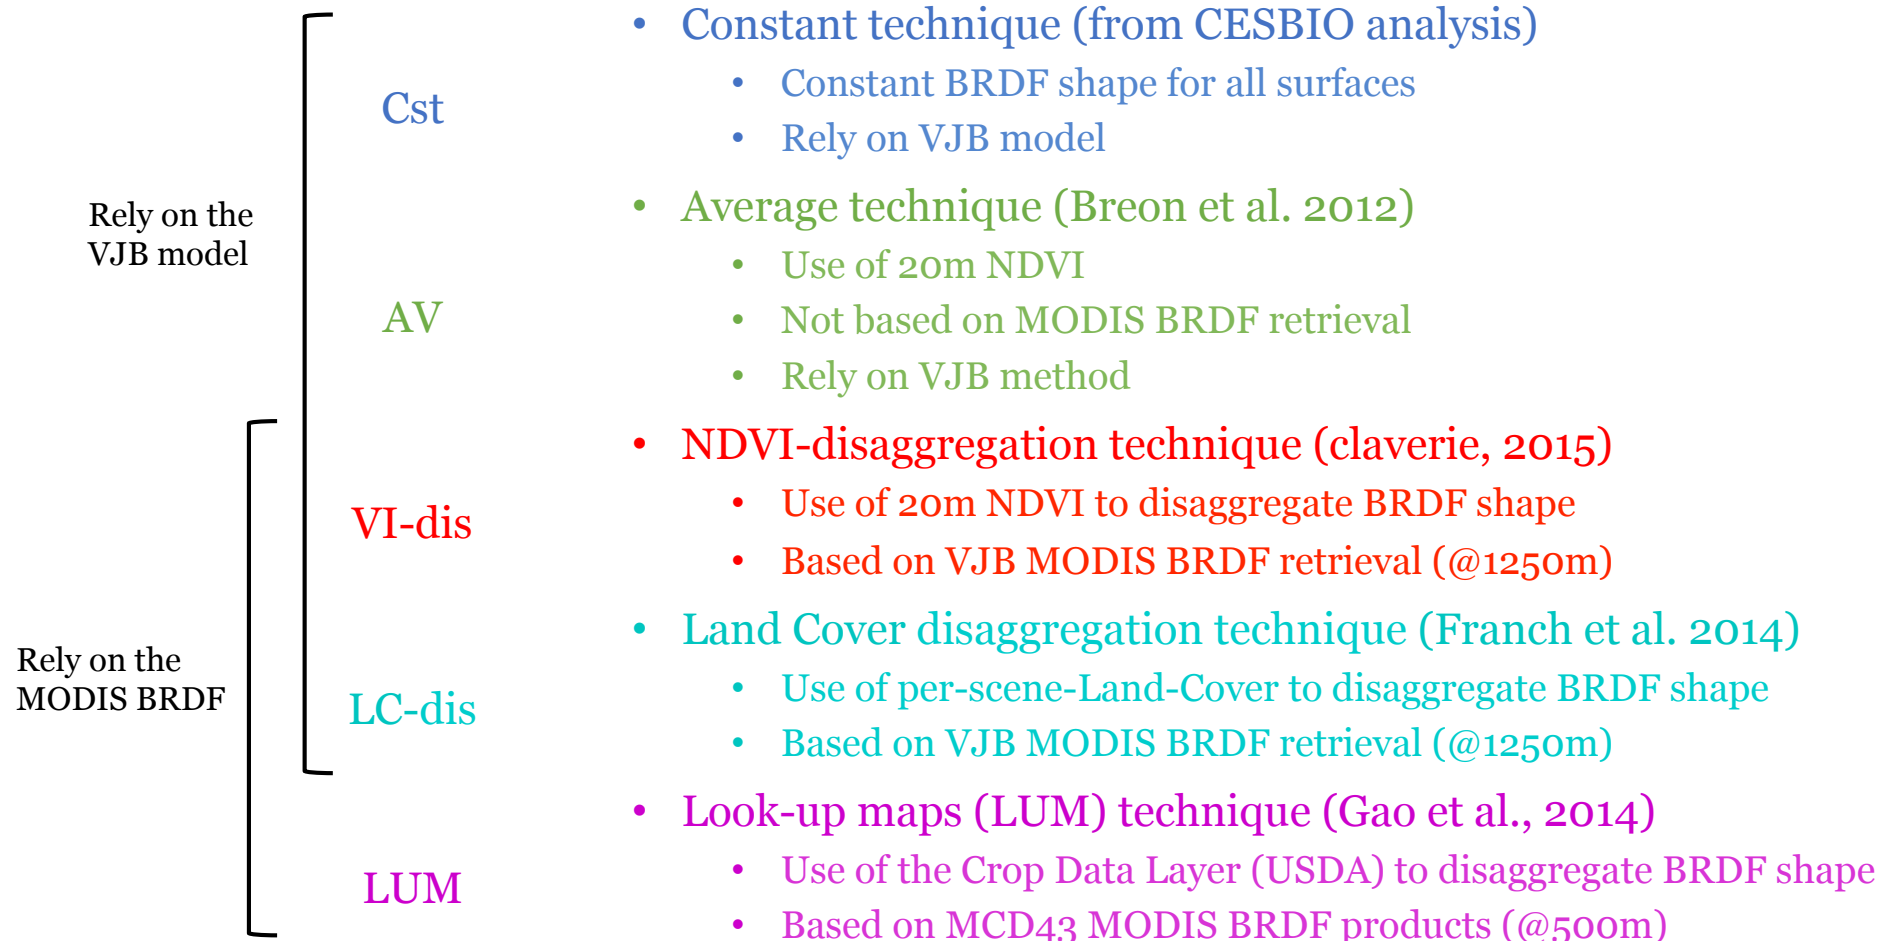 • Constant technique (from CESBIO analysis)
• Constant BRDF shape for all surfaces
Cst
• Rely on VJB model
• Average technique (Breon et al. 2012)
Rely on the
VJB model
• Use of 20m NDVI
AV
• Not based on MODIS BRDF retrieval
• Rely on VJB method
• NDVI-disaggregation technique (claverie, 2015)
• Use of 20m NDVI to disaggregate BRDF shape
VI-dis
• Based on VJB MODIS BRDF retrieval (@1250m)
• Land Cover disaggregation technique (Franch et al. 2014)
Rely on the
MODIS BRDF
• Use of per-scene-Land-Cover to disaggregate BRDF shape
LC-dis
• Based on VJB MODIS BRDF retrieval (@1250m)
• Look-up maps (LUM) technique (Gao et al., 2014)
• Use of the Crop Data Layer (USDA) to disaggregate BRDF shape
LUM
• Based on MCD43 MODIS BRDF products (@500m)